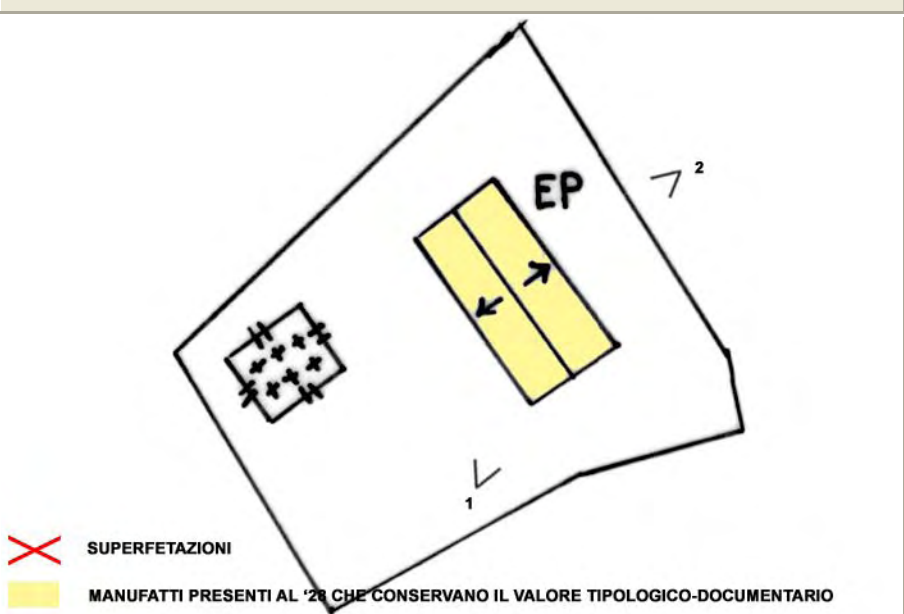 EP
2
1
SUPERFETAZIONI
MANUFATTI PRESENTI AL ‘28 CHE CONSERVANO IL VALORE TIPOLOGICO-DOCUMENTARIO